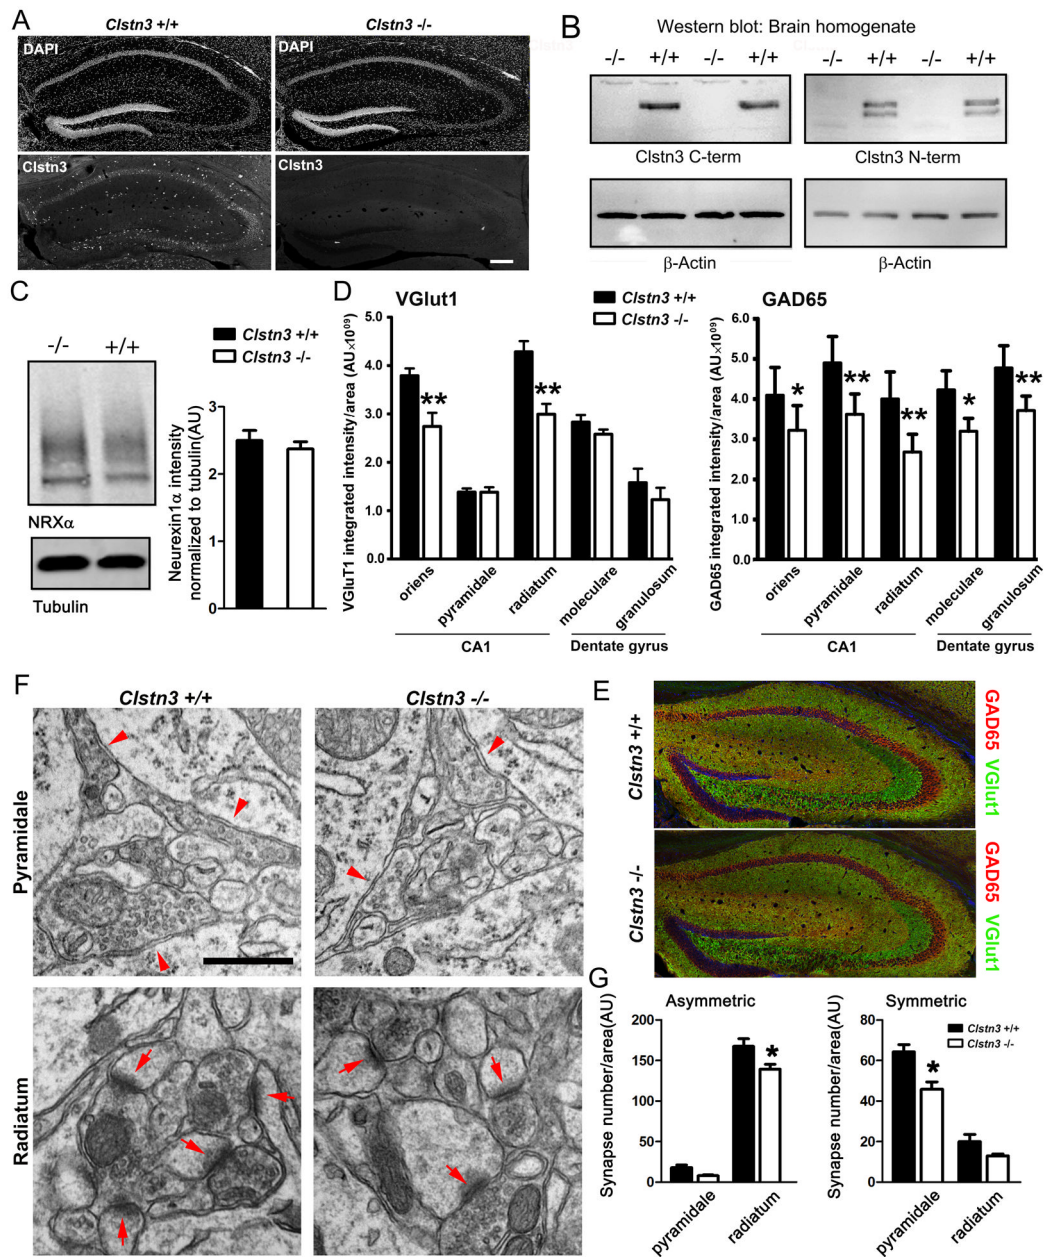 A
Clstn3 +/+
Clstn3 -/-
DAPI
DAPI
Clstn3
Clstn3
B
Western blot: Brain homogenate
-/- +/+ -/- +/+
-/- +/+ -/- +/+
Clstn3 C-term
Clstn3 N-term
β-Actin
β-Actin
C
-/- +/+
NRXα
Tubulin
Clstn3 +/+
Clstn3 -/-
Neurexin1α intensity
normalized to tubulin(AU)
3
2
1
0
D
VGlut1
VGluT1 integrated intensity/area (AU×10⁰⁹)
5.0
4.0
3.0
2.0
1.0
0.0
**
**
oriens
pyramidale
radiatum
moleculare
granulosum
CA1
Dentate gyrus
Clstn3 +/+
Clstn3 -/-
GAD65
GAD65 integrated intensity/area (AU×10⁰⁹)
6.0
5.0
4.0
3.0
2.0
1.0
0.0
*
**
**
*
**
oriens
pyramidale
radiatum
moleculare
granulosum
CA1
Dentate gyrus
F
Clstn3 +/+
Clstn3 -/-
Pyramidale
Radiatum
E
Clstn3 +/+
GAD65 VGlut1
Clstn3 -/-
GAD65 VGlut1
G
Asymmetric
Synapse number/area(AU)
200
150
100
50
0
*
pyramidale
radiatum
Symmetric
Clstn3 +/+
Clstn3 -/-
Synapse number/area(AU)
80
60
40
20
0
*
pyramidale
radiatum